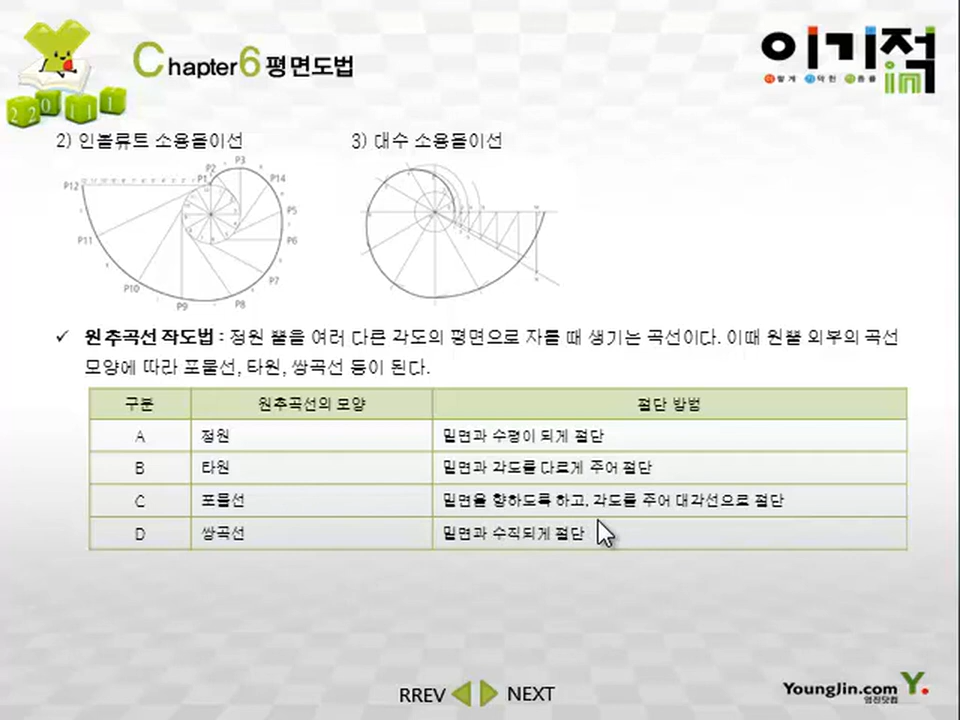 Chapter6 평면도법
이기적in
2011
2) 인볼류트 소용돌이선
3) 대수 소용돌이선
P12 P1 P2 P3 P14
P5
P11 P6
P10 P7
P9 P8
✓ 원추곡선 작도법 : 정원 뿔을 여러 다른 각도의 평면으로 자를 때 생기는 곡선이다. 이때 원뿔 외부의 곡선
모양에 따라 포물선, 타원, 쌍곡선 등이 된다.
구분 원추곡선의 모양 절단 방법
A 정원 밑면과 수평이 되게 절단
B 타원 밑면과 각도를 다르게 주어 절단
C 포물선 밑면을 향하도록 하고, 각도를 주어 대각선으로 절단
D 쌍곡선 밑면과 수직되게 절단
RREV NEXT
YoungJin.com Y.
영진닷컴